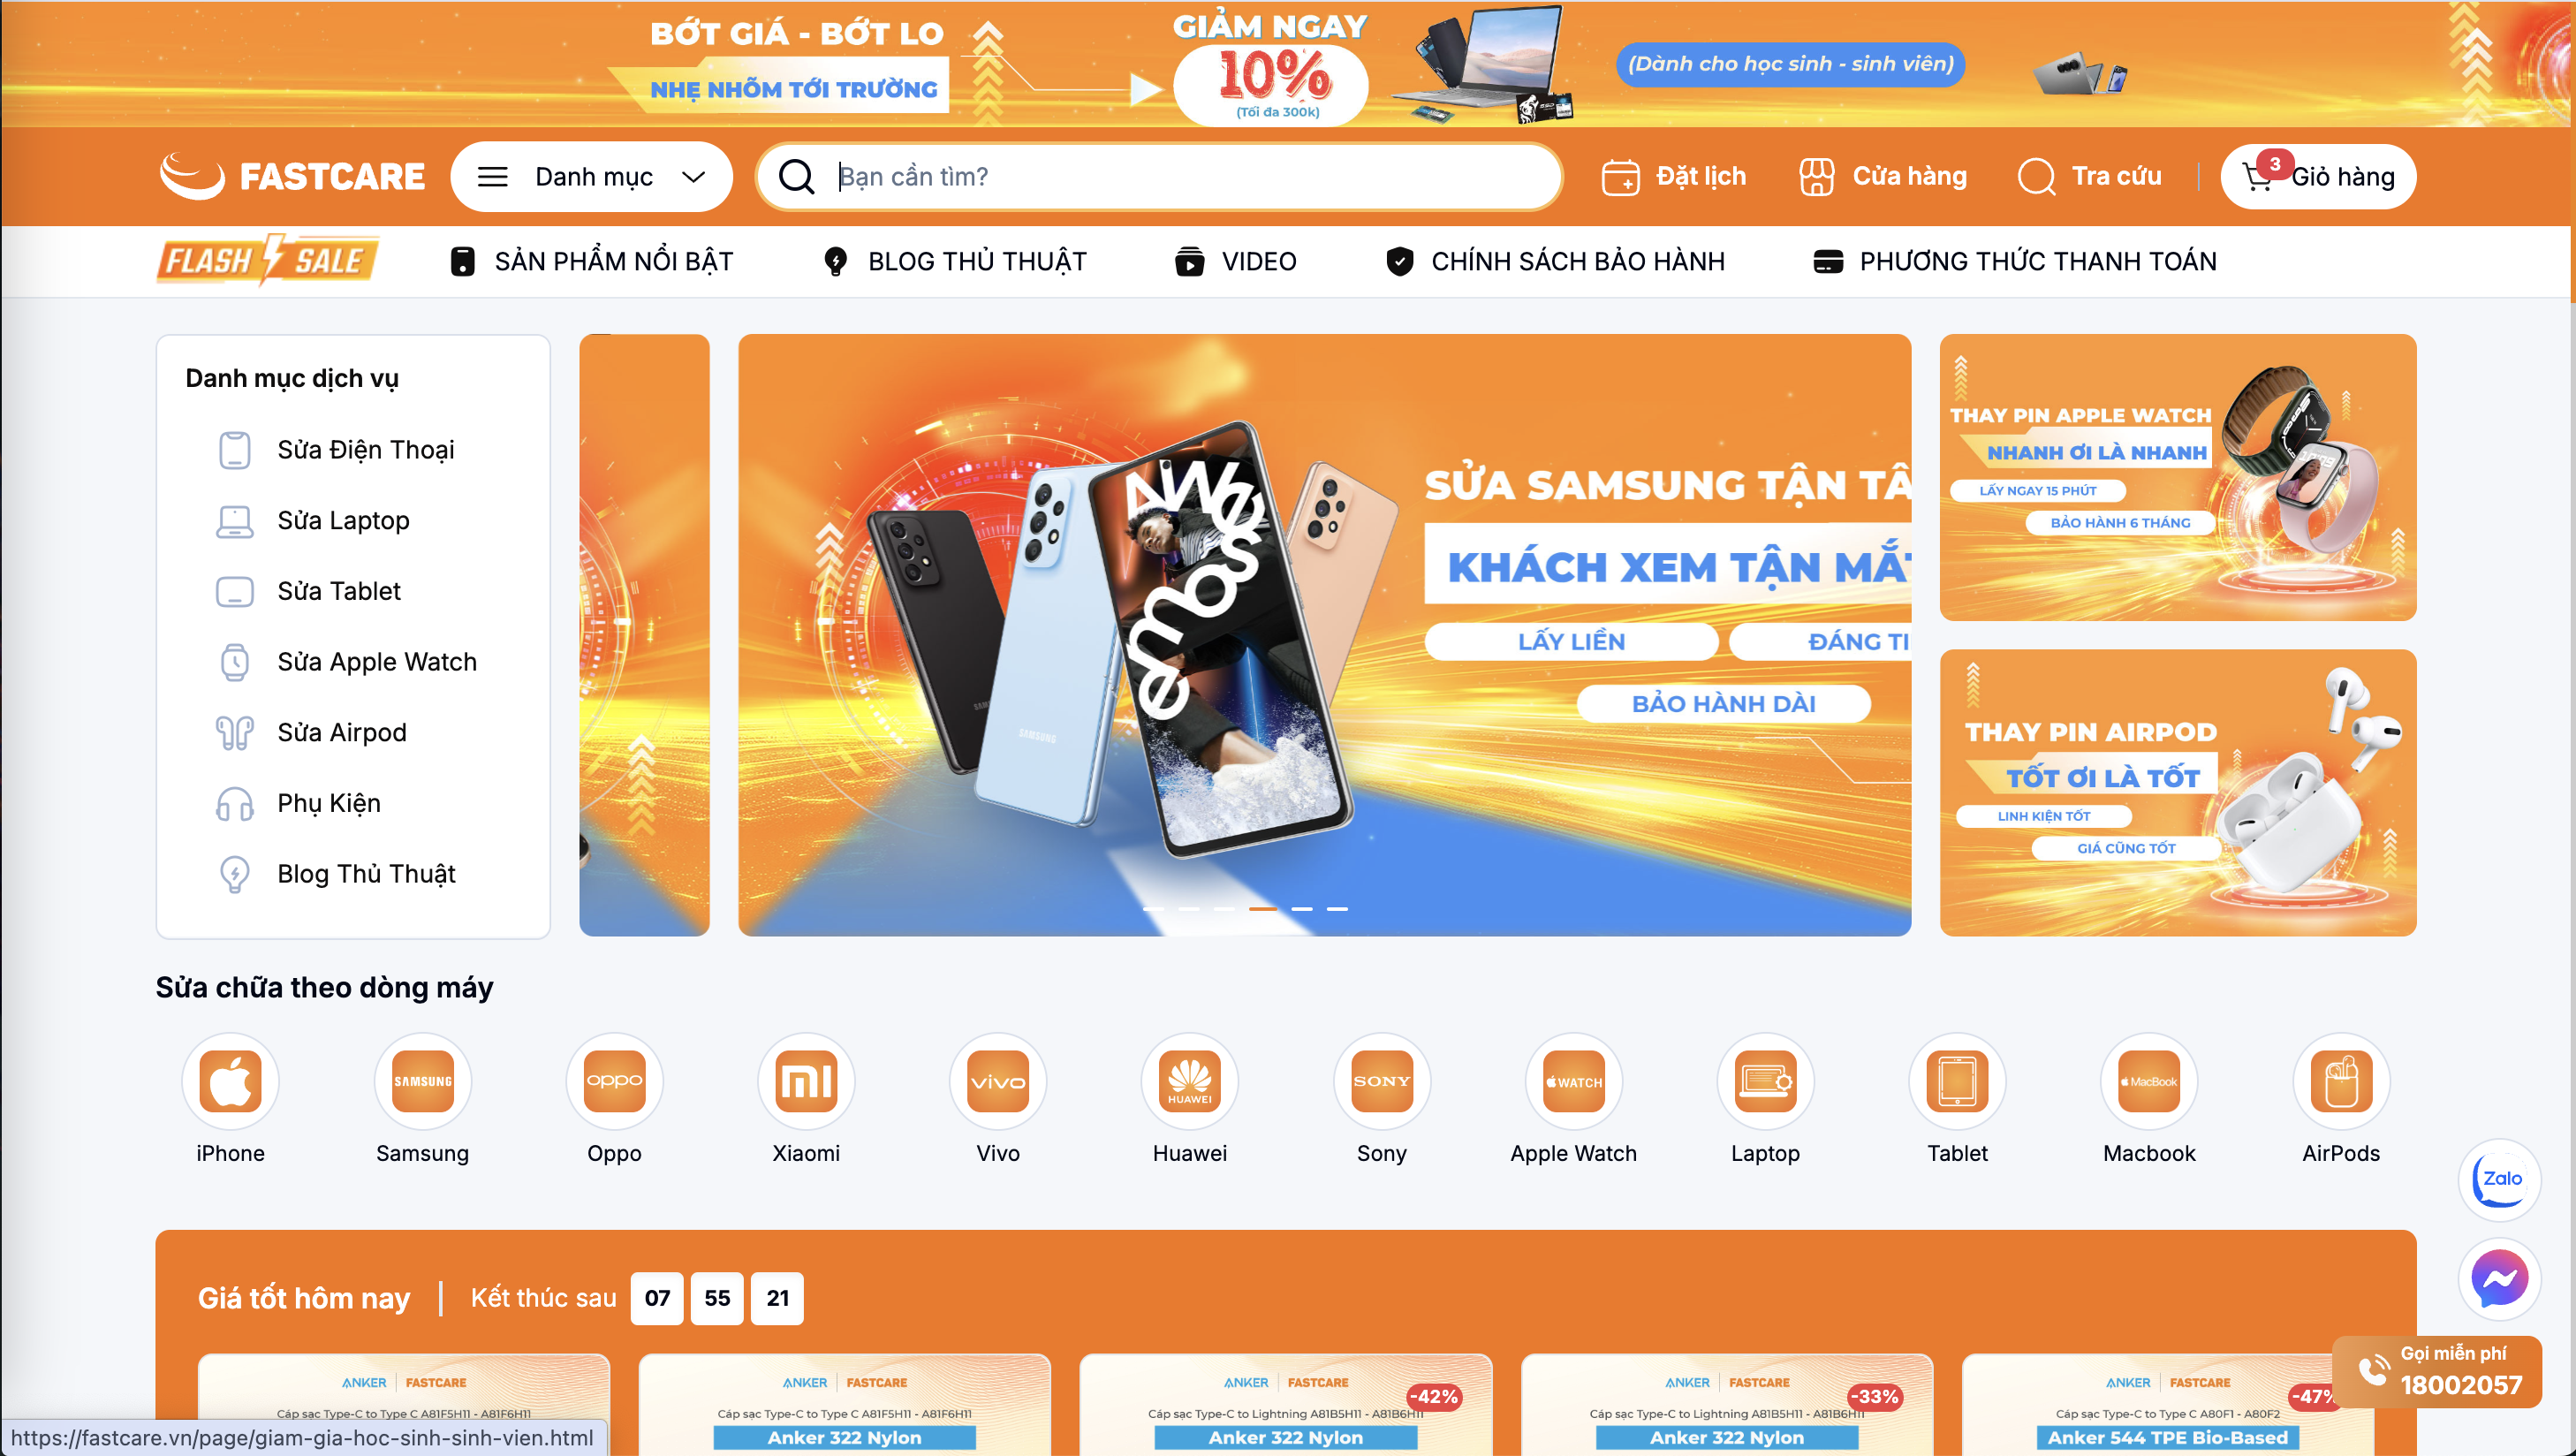 BỚT GIÁ - BỚT LO
NHẸ NHÕM TỚI TRƯỜNG
GIẢM NGAY
10%
(Tối đa 300k)
(Dành cho học sinh - sinh viên)
FASTCARE
Danh mục
Bạn cần tìm?
Đặt lịch
Cửa hàng
Tra cứu
3
Giỏ hàng
FLASH SALE
SẢN PHẨM NỔI BẬT
BLOG THỦ THUẬT
VIDEO
CHÍNH SÁCH BẢO HÀNH
PHƯƠNG THỨC THANH TOÁN
Danh mục dịch vụ
Sửa Điện Thoại
Sửa Laptop
Sửa Tablet
Sửa Apple Watch
Sửa Airpod
Phụ Kiện
Blog Thủ Thuật
SAMSUNG
awesome
SỬA SAMSUNG TẬN TÂ
KHÁCH XEM TẬN MẮT
LẤY LIỀN
ĐÁNG TI
BẢO HÀNH DÀI
THAY PIN APPLE WATCH
NHANH ƠI LÀ NHANH
LẤY NGAY 15 PHÚT
BẢO HÀNH 6 THÁNG
10:09
THAY PIN AIRPOD
TỐT ƠI LÀ TỐT
LINH KIỆN TỐT
GIÁ CŨNG TỐT
Sửa chữa theo dòng máy
iPhone
SAMSUNG
Samsung
oppo
Oppo
mi
Xiaomi
vivo
Vivo
HUAWEI
Huawei
SONY
Sony
WATCH
Apple Watch
Laptop
Tablet
MacBook
Macbook
AirPods
Zalo
Giá tốt hôm nay
Kết thúc sau
07
55
21
ANKER FASTCARE
Cáp sạc Type-C to Type C A81F5H11 - A81F6H11
ANKER FASTCARE
Cáp sạc Type-C to Type C A81F5H11 - A81F6H11
Anker 322 Nylon
ANKER FASTCARE
-42%
Cáp sạc Type-C to Lightning A81B5H11 - A81B6H11
Anker 322 Nylon
ANKER FASTCARE
-33%
Cáp sạc Type-C to Lightning A81B5H11 - A81B6H11
Anker 322 Nylon
ANKER FASTCARE
-47%
Cáp sạc Type-C to Type C A80F1 - A80F2
Anker 544 TPE Bio-Based
Gọi miễn phí
18002057
https://fastcare.vn/page/giam-gia-hoc-sinh-sinh-vien.html